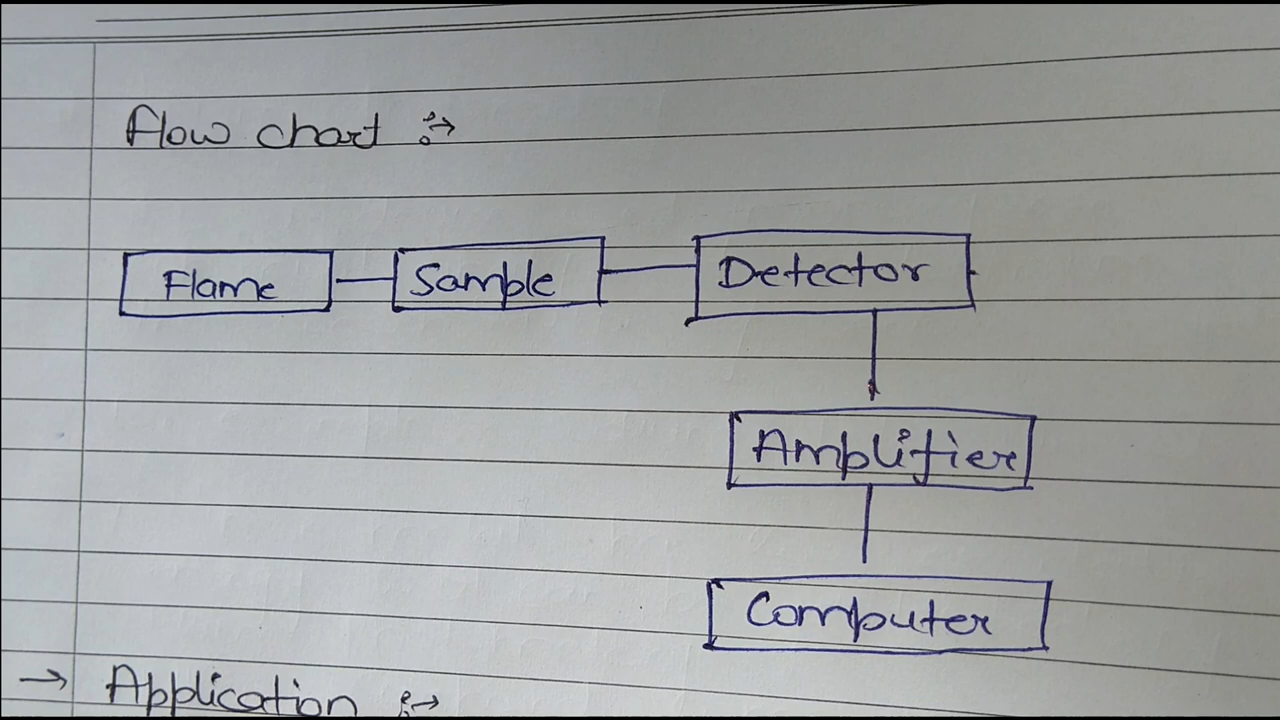 Flow chart :→
Flame Sample Detector
Amplifier
Computer
→ Application :→